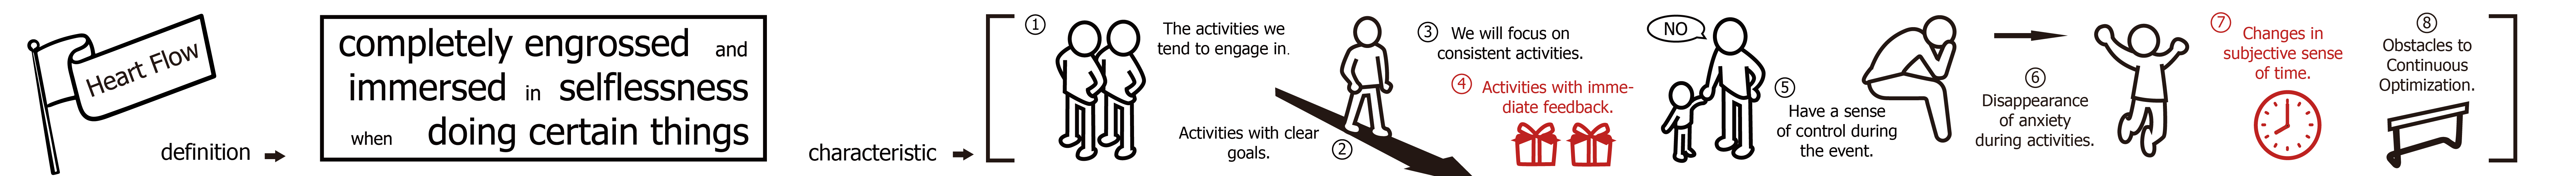 Heart Flow
definition
completely engrossed and
immersed in selflessness
when doing certain things
characteristic
①
The activities we
tend to engage in.
Activities with clear
goals.
②
③ We will focus on
consistent activities.
④ Activities with imme-
diate feedback.
NO
⑤
Have a sense
of control during
the event.
⑥
Disappearance
of anxiety
during activities.
⑦ Changes in
subjective sense
of time.
⑧
Obstacles to
Continuous
Optimization.